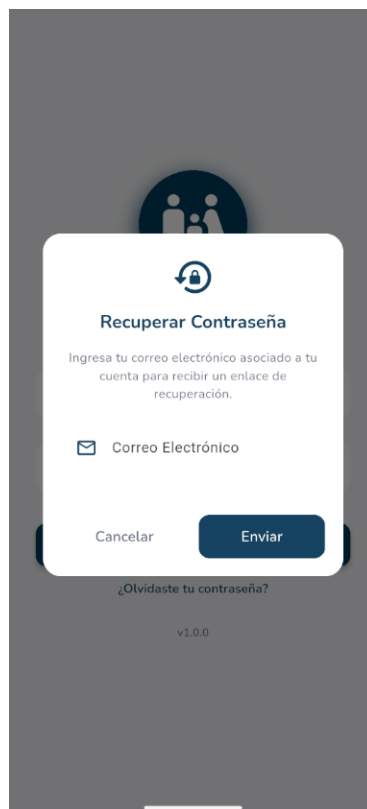 Recuperar Contraseña
Ingresa tu correo electrónico asociado a tu
cuenta para recibir un enlace de
recuperación.
Correo Electrónico
Cancelar
Enviar
¿Olvidaste tu contraseña?
v1.0.0